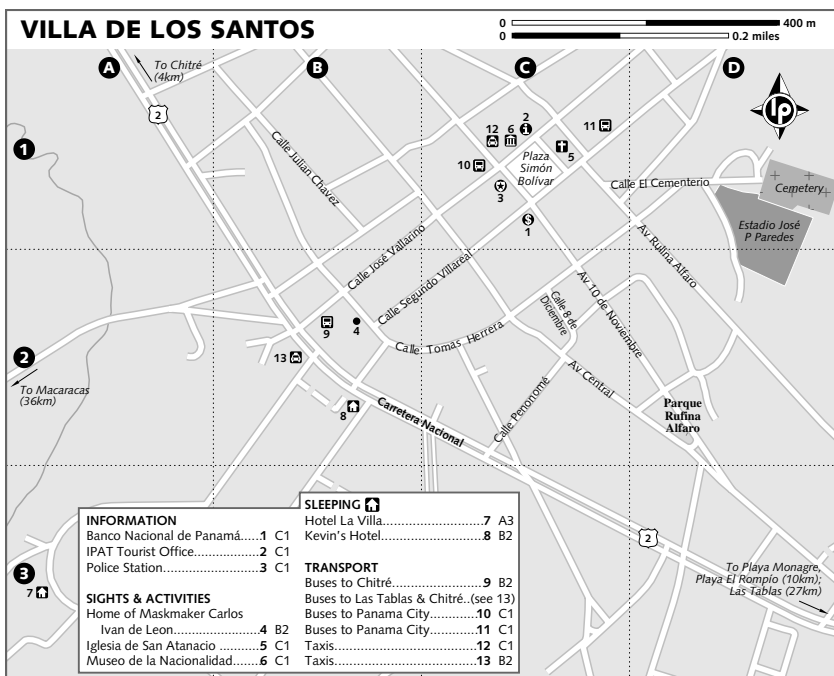 VILLA DE LOS SANTOS
0 400 m
0 0.2 miles
A
B
C
D
1
2
3
To Chitré
(4km)
2
lp
Calle Julian Chavez
12
6
2
11
10
5
3
1
Plaza
Simón
Bolívar
Calle El Cementerio
Cemetery
Estadio José
P Paredes
Calle José Vallarino
Calle Segundo Villareal
Av Rulina Alfaro
Av 10 de Noviembre
Calle 8 de
Diciembre
9
4
Calle Tomás Herrera
13
To Macaracas
(36km)
8
Carretera Nacional
Calle Penonomé
Av Central
Parque
Rufina
Alfaro
2
To Playa Monagre,
Playa El Rompío (10km);
Las Tablas (27km)
7
INFORMATION
Banco Nacional de Panamá.....1 C1
IPAT Tourist Office...............2 C1
Police Station.....................3 C1
SIGHTS & ACTIVITIES
Home of Maskmaker Carlos
Ivan de Leon....................4 B2
Iglesia de San Atanacio........5 C1
Museo de la Nacionalidad......6 C1
SLEEPING
Hotel La Villa.........................7 A3
Kevin's Hotel.........................8 B2
TRANSPORT
Buses to Chitré......................9 B2
Buses to Las Tablas & Chitré..(see 13)
Buses to Panama City............10 C1
Buses to Panama City............11 C1
Taxis.................................12 C1
Taxis.................................13 B2